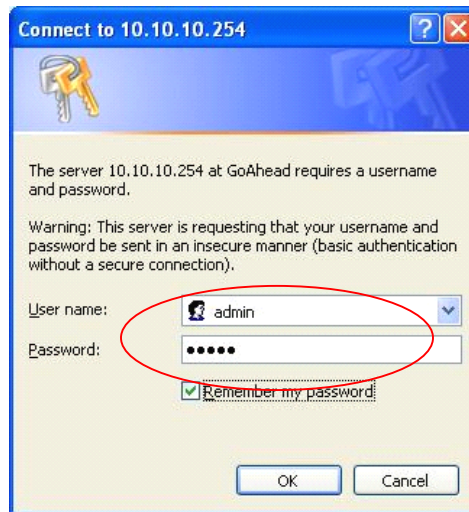 Connect to 10.10.10.254
The server 10.10.10.254 at GoAhead requires a username
and password.
Warning: This server is requesting that your username and
password be sent in an insecure manner (basic authentication
without a secure connection).
User name:
admin
Password:
•••••
Remember my password
OK
Cancel